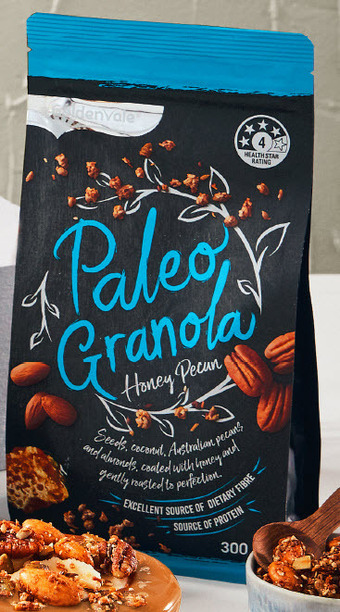 Goldenvale
4
HEALTH STAR
RATING
Paleo
Granola
Honey Pecan
Seeds, coconut, Australian pecans
and almonds, coated with honey and
gently roasted to perfection.
EXCELLENT SOURCE OF DIETARY FIBRE
SOURCE OF PROTEIN
300